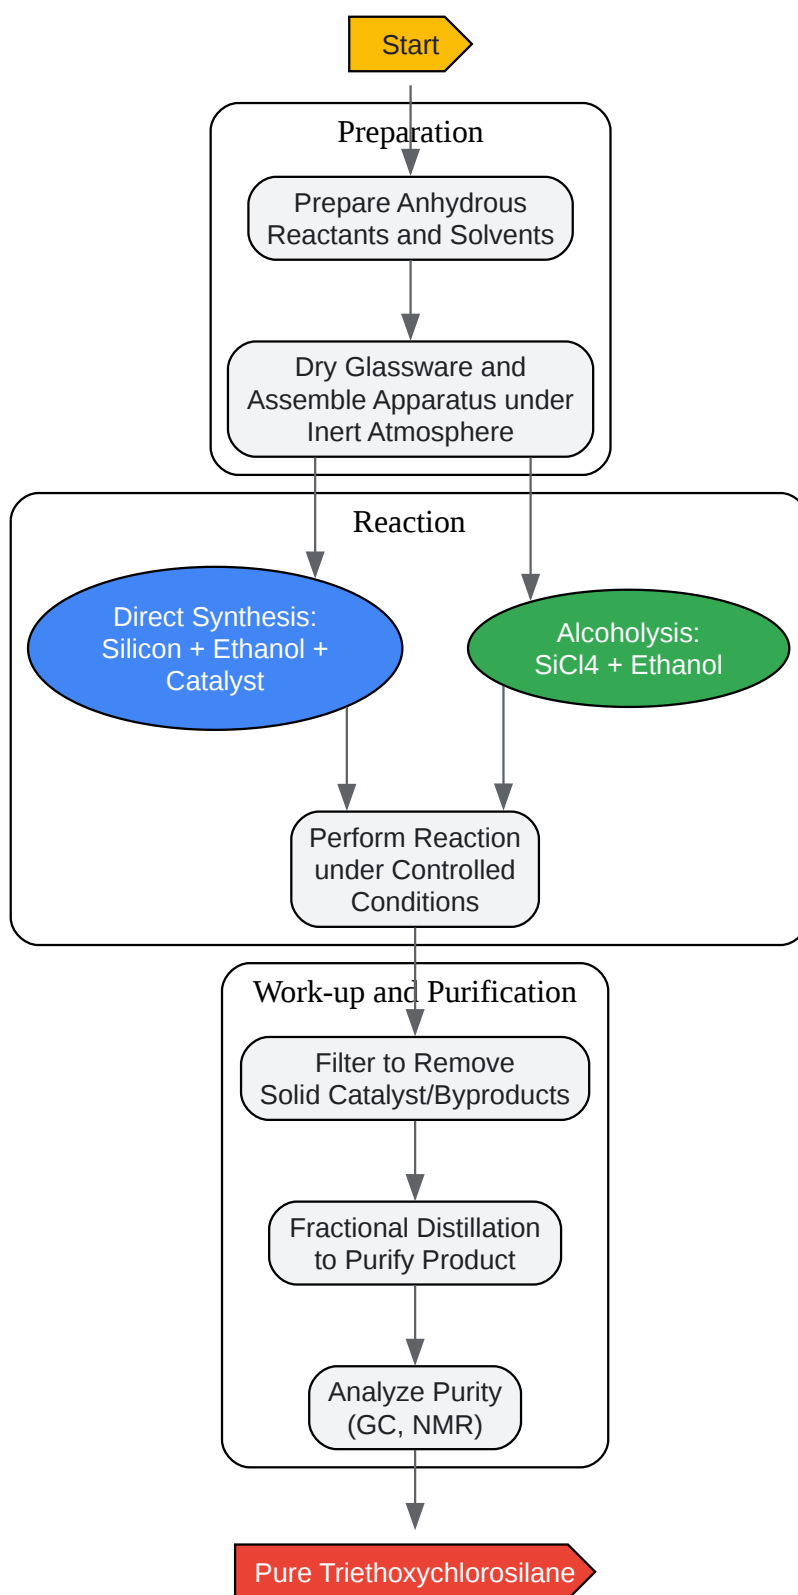 Start
Preparation
Prepare Anhydrous
Reactants and Solvents
Dry Glassware and
Assemble Apparatus under
Inert Atmosphere
Reaction
Direct Synthesis:
Silicon + Ethanol +
Catalyst
Alcoholysis:
SiCl4 + Ethanol
Perform Reaction
under Controlled
Conditions
Work-up and Purification
Filter to Remove
Solid Catalyst/Byproducts
Fractional Distillation
to Purify Product
Analyze Purity
(GC, NMR)
Pure Triethoxychlorosilane